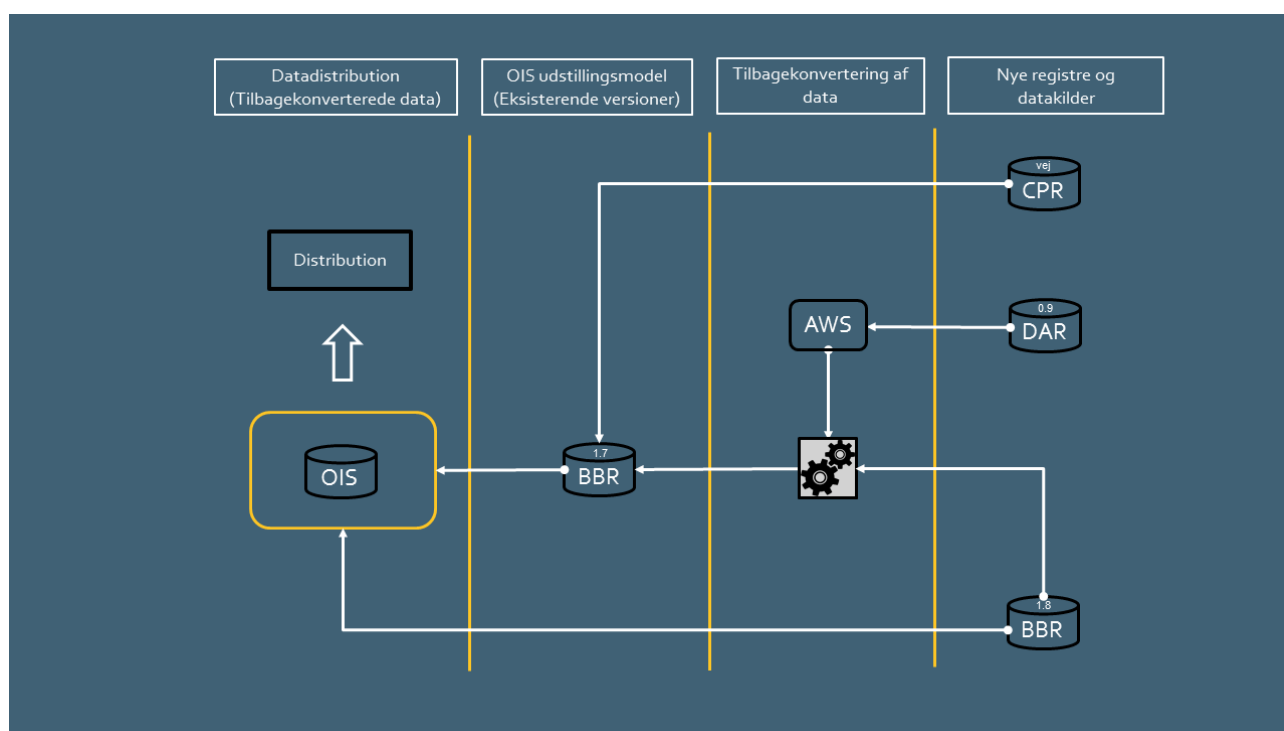 Datadistribution
(Tilbagekonverterede data)
OIS udstillingsmodel
(Eksisterende versioner)
Tilbagekonvertering af
data
Nye registre og
datakilder
vej
CPR
Distribution
AWS
0.9
DAR
OIS
1.7
BBR
1.8
BBR